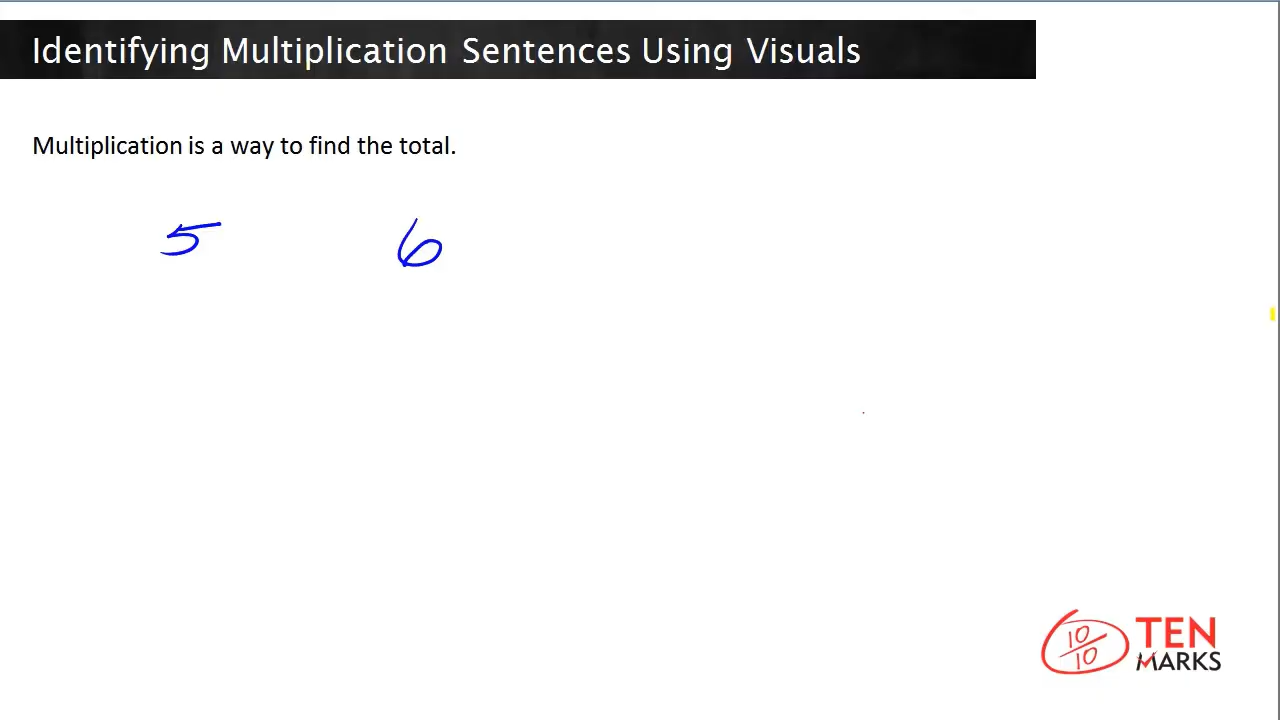 Identifying Multiplication Sentences Using Visuals
Multiplication is a way to find the total.
5 6
10
10
TEN
MARKS